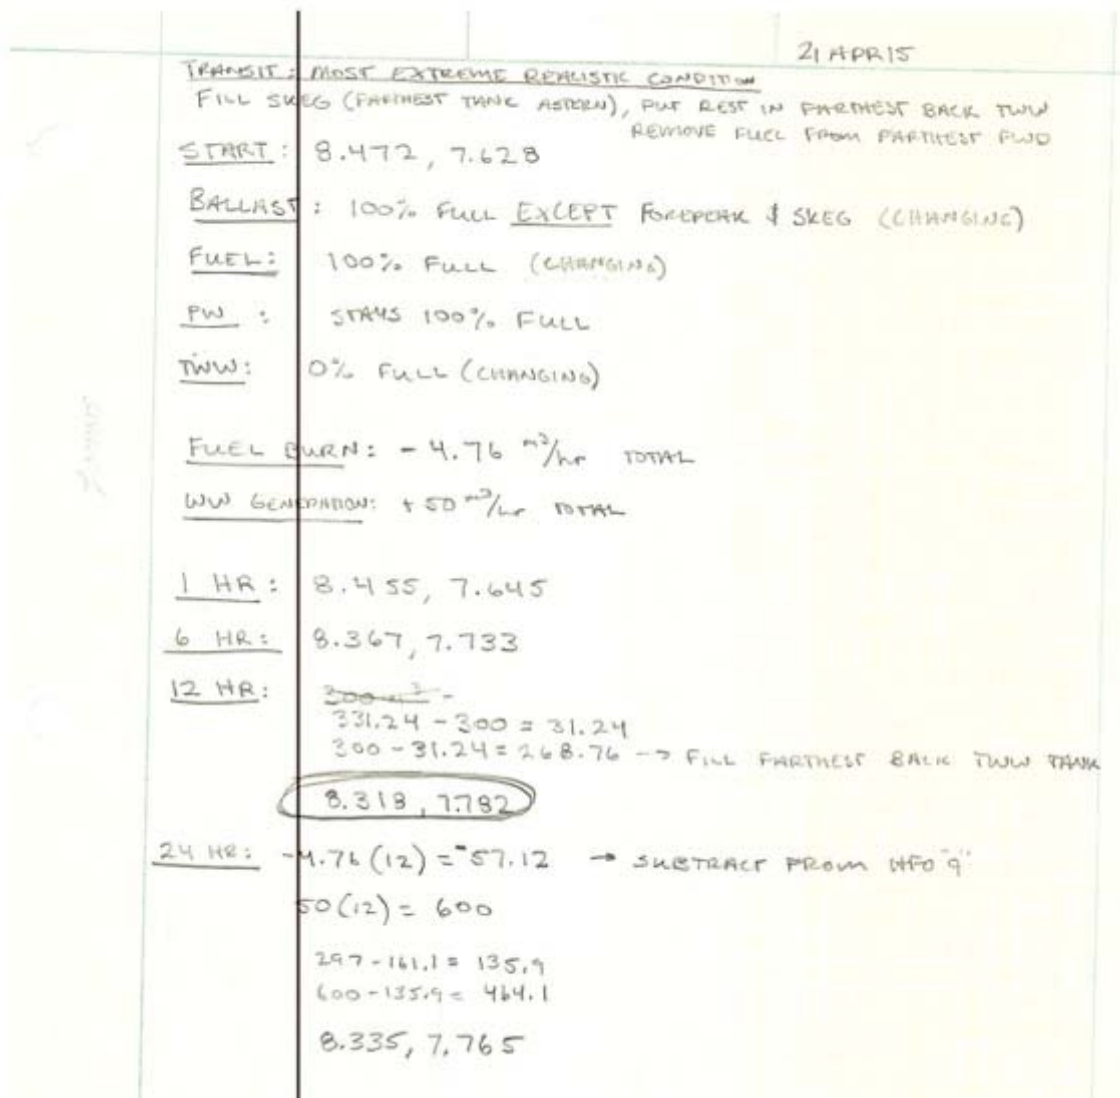 21 APR 15
TRANSIT: MOST EXTREME REALISTIC CONDITION
FILL SKEG (FARTHEST TANK ASTERN), PUT REST IN FARTHEST BACK TWW
REMOVE FUEL FROM FARTHEST FWD
START: 8.472, 7.628
BALLAST: 100% FULL EXCEPT FOREPEAK & SKEG (CHANGING)
FUEL: 100% FULL (CHANGING)
PW: STAYS 100% FULL
TWW: 0% FULL (CHANGING)
FUEL BURN: -4.76 m³/hr TOTAL
WW GENERATION: +50 m³/hr TOTAL
1 HR: 8.455, 7.645
6 HR: 8.367, 7.733
12 HR: 300 m³ -
331.24 - 300 = 31.24
300 - 31.24 = 268.76 → FILL FARTHEST BACK TWW TANK
8.318, 7.782
24 HR: -4.76(12) = -57.12 → SUBTRACT FROM HFO "9"
50(12) = 600
297 - 161.1 = 135.9
600 - 135.9 = 464.1
8.335, 7.765